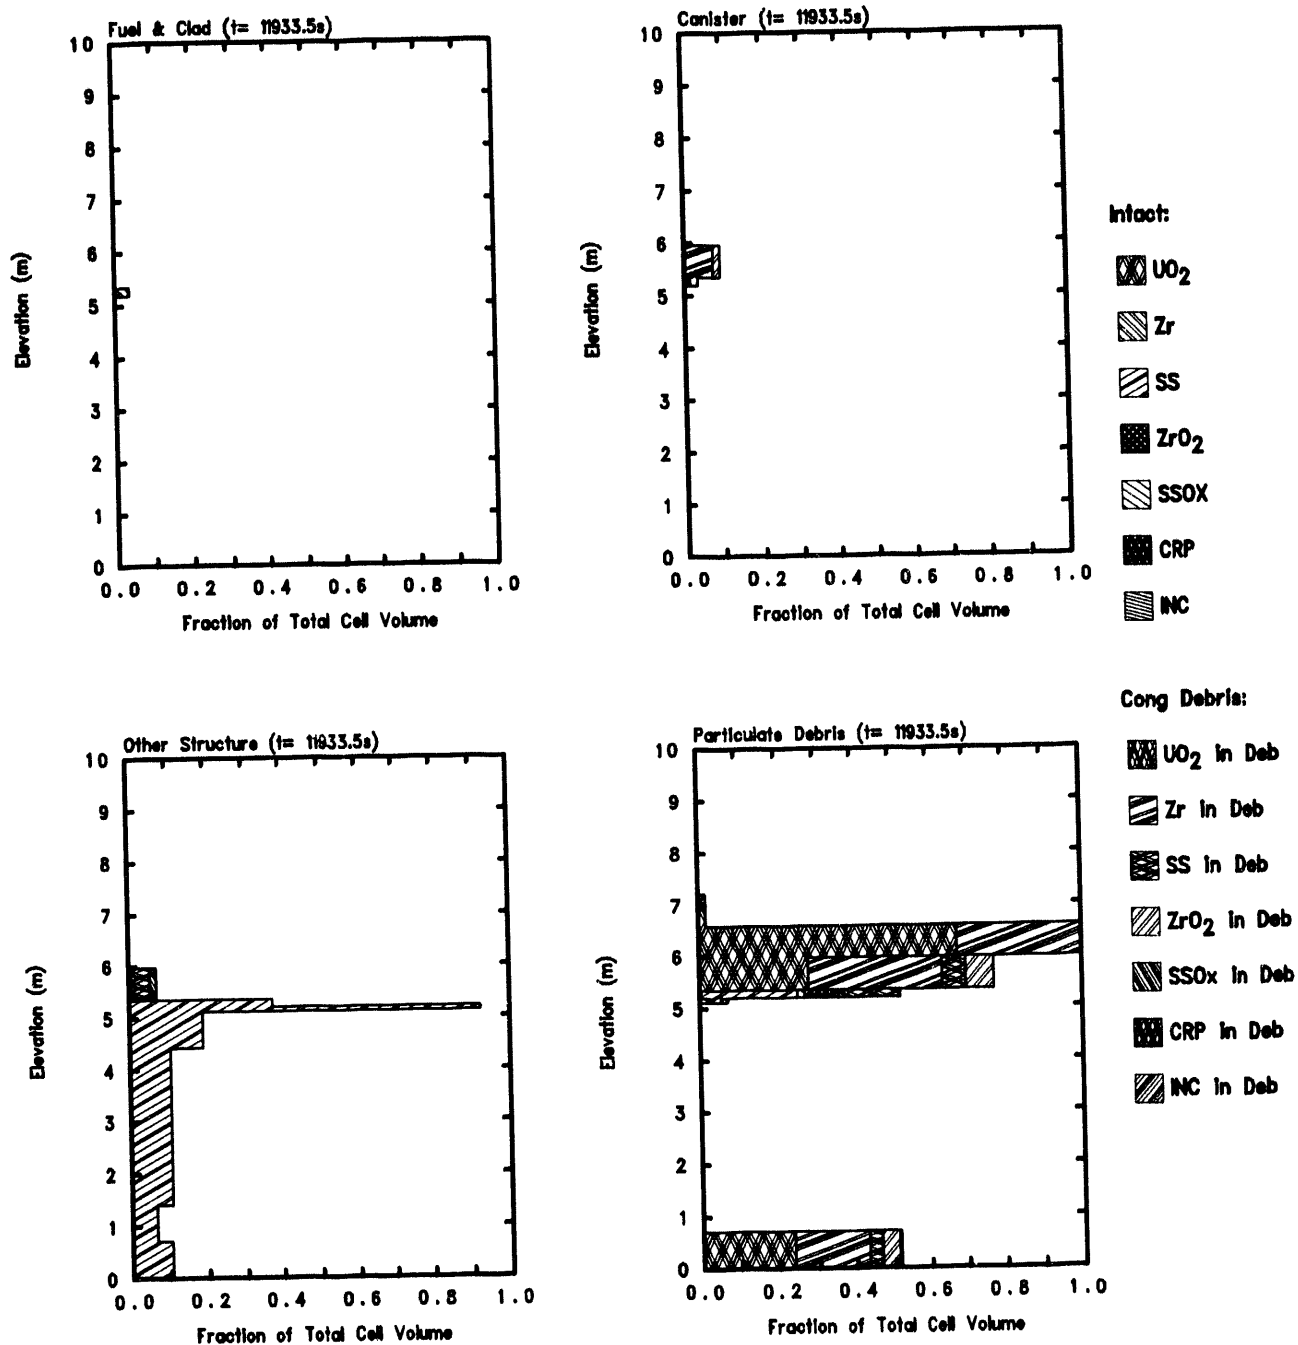 Fuel & Clad (t= 11933.5s)
10
9
8
7
6
5
4
3
2
1
0
Elevation (m)
0.0 0.2 0.4 0.6 0.8 1.0
Fraction of Total Cell Volume
Canister (t= 11933.5s)
10
9
8
7
6
5
4
3
2
1
0
Elevation (m)
0.0 0.2 0.4 0.6 0.8 1.0
Fraction of Total Cell Volume
Intact:
UO2
Zr
SS
ZrO2
SSOX
CRP
INC
Other Structure (t= 11933.5s)
10
9
8
7
6
5
4
3
2
1
0
Elevation (m)
0.0 0.2 0.4 0.6 0.8 1.0
Fraction of Total Cell Volume
Particulate Debris (t= 11933.5s)
10
9
8
7
6
5
4
3
2
1
0
Elevation (m)
0.0 0.2 0.4 0.6 0.8 1.0
Fraction of Total Cell Volume
Cong Debris:
UO2 in Deb
Zr in Deb
SS in Deb
ZrO2 in Deb
SSOx in Deb
CRP in Deb
INC in Deb